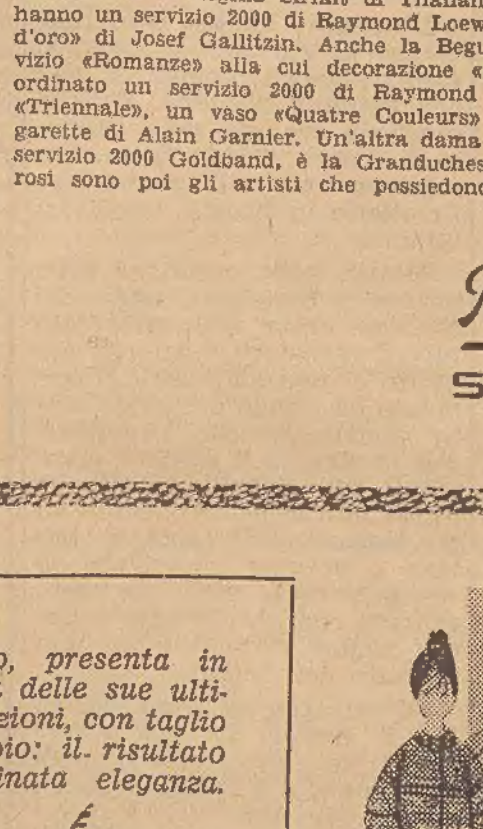 hanno un servizio 2000 di Raymond Loew
d'oro» di Josef Gallitzin. Anche la Begu
vizio «Romanze» alla cui decorazione «
ordinato un servizio 2000 di Raymond
«Triennale», un vaso «Quatre Couleurs»
garette di Alain Garnier. Un'altra dama
servizio 2000 Goldband, è la Granduches
rosi sono poi gli artisti che possiedono
S
o, presenta in
delle sue ulti-
zioni, con taglio
pio: il risultato
inata eleganza.